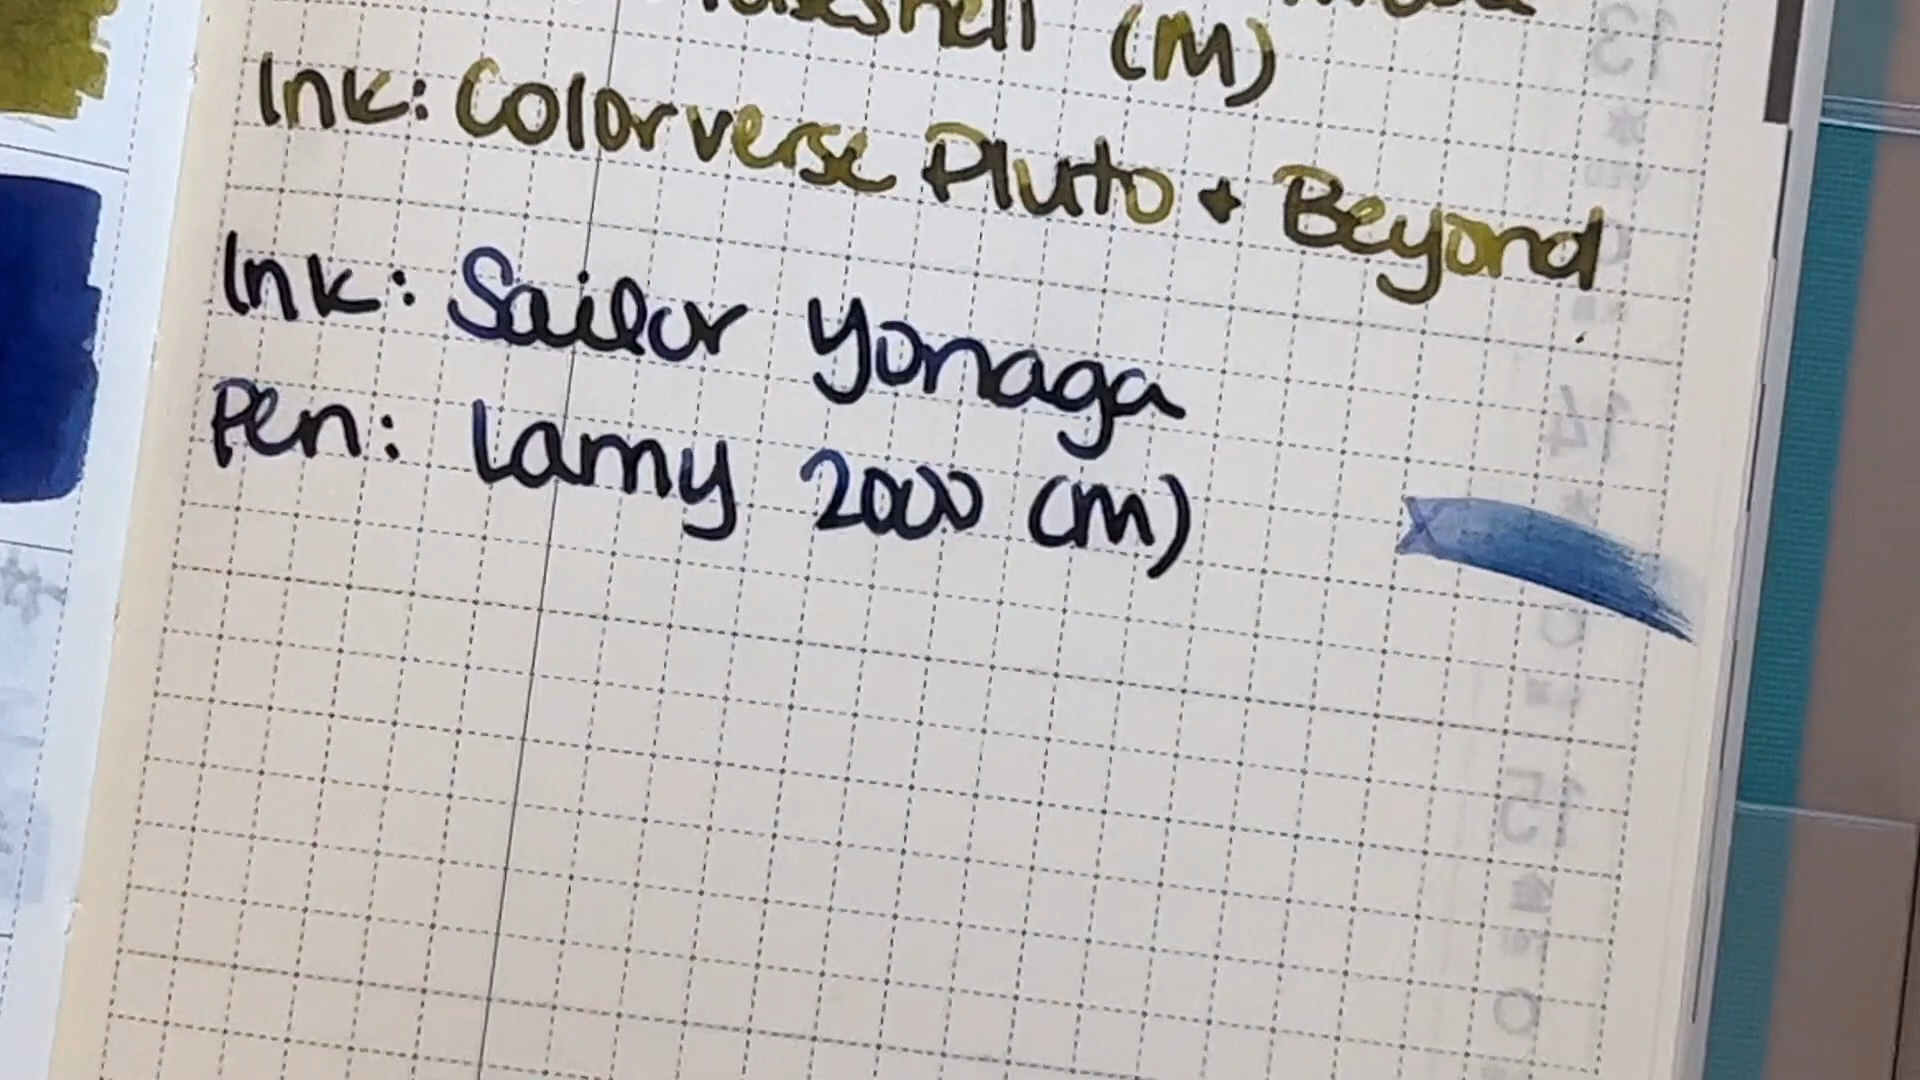 (M)
Ink: Colorverse Pluto + Beyond
Ink: Sailor Yonaga
Pen: Lamy 2000 (M)